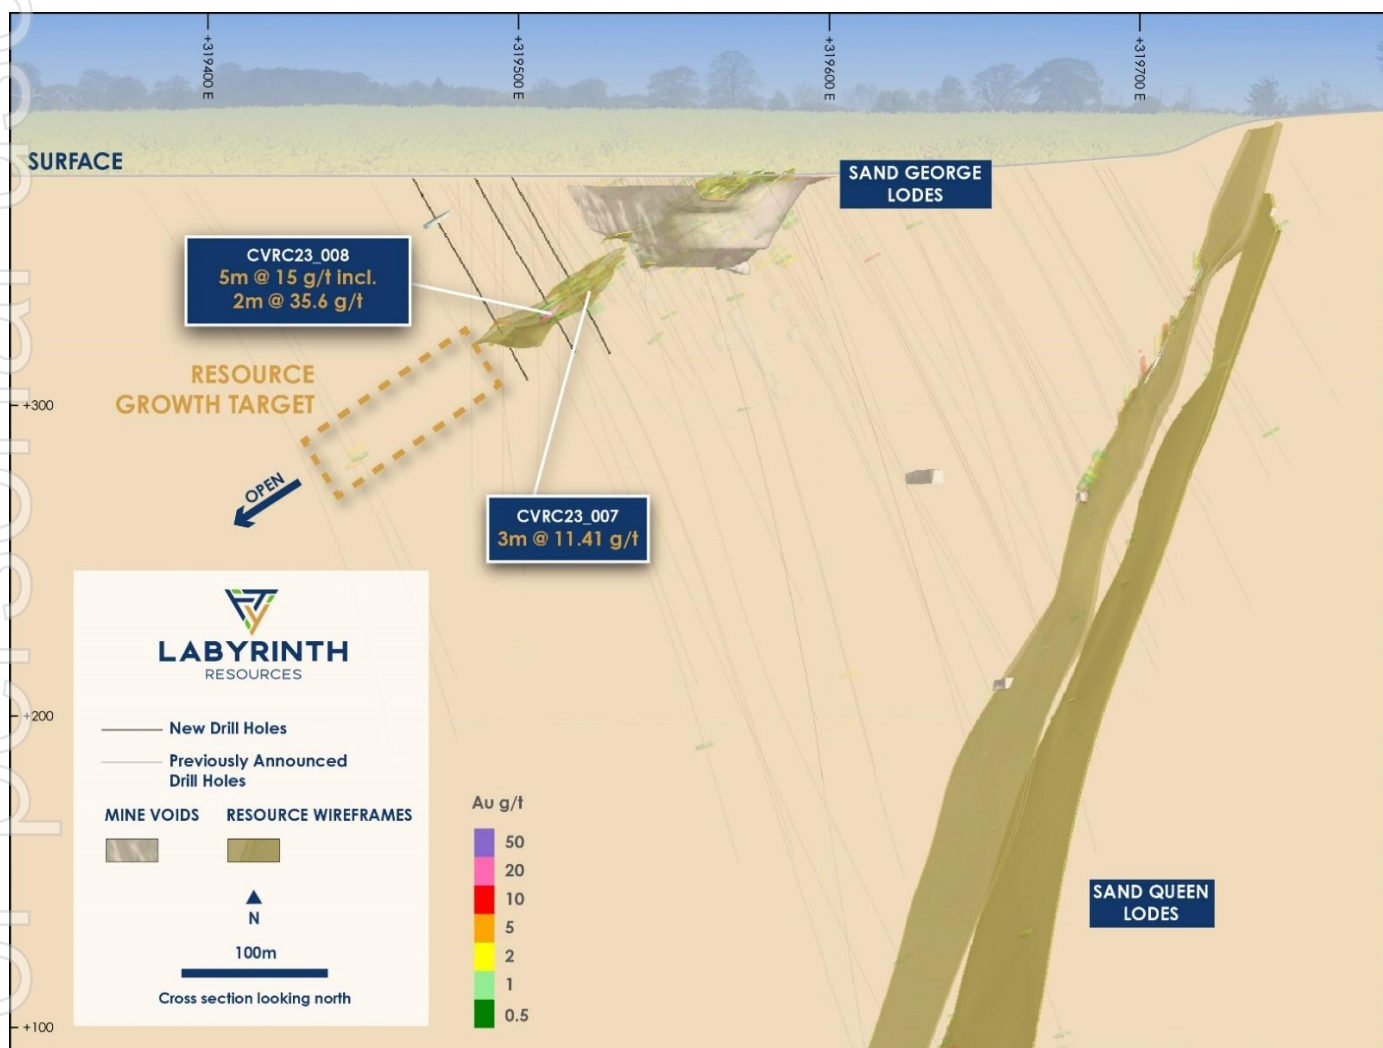 +319400 E
+319500 E
+319600 E
+319700 E
SURFACE
SAND GEORGE
LODES
CVRC23_008
5m @ 15 g/t incl.
2m @ 35.6 g/t
RESOURCE
GROWTH TARGET
+300
OPEN
CVRC23_007
3m @ 11.41 g/t
LABYRINTH
RESOURCES
New Drill Holes
Previously Announced
Drill Holes
MINE VOIDS
RESOURCE WIREFRAMES
N
100m
Cross section looking north
+200
+100
Au g/t
50
20
10
5
2
1
0.5
SAND QUEEN
LODES